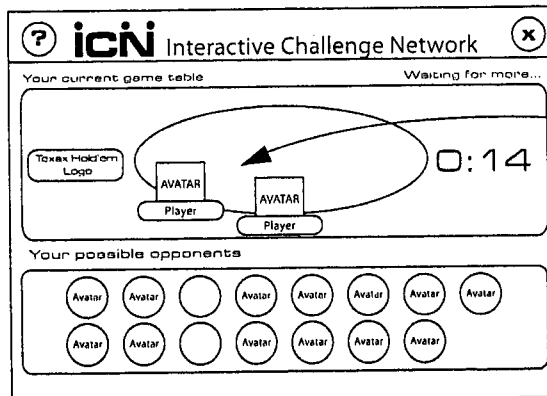 ? iCN Interactive Challenge Network x
Your current game table Waiting for more...
Texax Hold'em
Logo
0:14
AVATAR
Player
AVATAR
Player
Your possible opponents
Avatar Avatar Avatar Avatar Avatar Avatar Avatar
Avatar Avatar Avatar Avatar Avatar Avatar